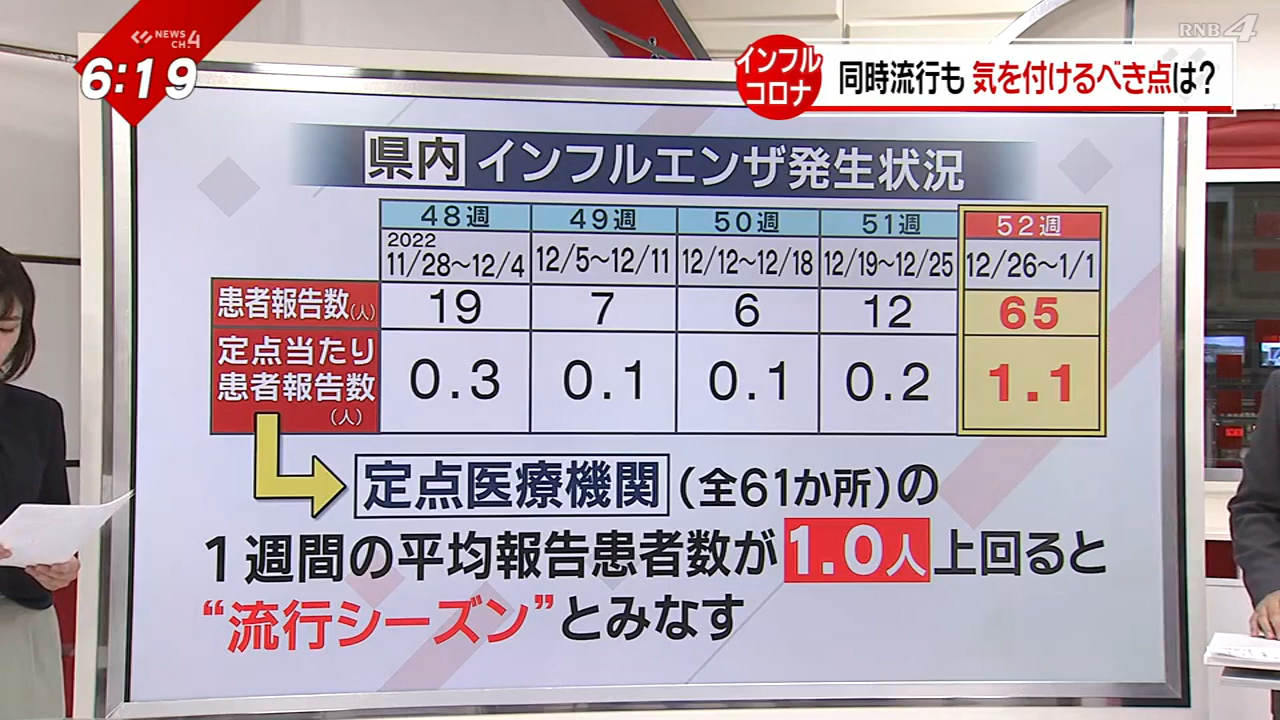 NEWS CH.4
6:19
RNB 4
インフル
コロナ
同時流行も 気を付けるべき点は?
県内 インフルエンザ発生状況
48週 49週 50週 51週 52週
2022
11/28~12/4 12/5~12/11 12/12~12/18 12/19~12/25 12/26~1/1
患者報告数(人) 19 7 6 12 65
定点当たり
患者報告数 0.3 0.1 0.1 0.2 1.1
(人)
定点医療機関(全61か所)の
1週間の平均報告患者数が1.0人上回ると
“流行シーズン”とみなす